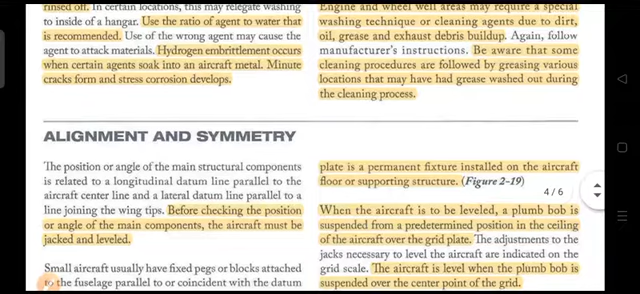 rinsed off. In certain locations, this may relegate washing
to inside of a hangar. Use the ratio of agent to water that
is recommended. Use of the wrong agent may cause the
agent to attack materials. Hydrogen embrittlement occurs
when certain agents soak into an aircraft metal. Minute
cracks form and stress corrosion develops.
Engine and wheel well areas may require a special
washing technique or cleaning agents due to dirt,
oil, grease and exhaust debris buildup. Again, follow
manufacturer's instructions. Be aware that some
cleaning procedures are followed by greasing various
locations that may have had grease washed out during
the cleaning process.
ALIGNMENT AND SYMMETRY
The position or angle of the main structural components
is related to a longitudinal datum line parallel to the
aircraft center line and a lateral datum line parallel to a
line joining the wing tips. Before checking the position
or angle of the main components, the aircraft must be
jacked and leveled.
Small aircraft usually have fixed pegs or blocks attached
to the fuselage parallel to or coincident with the datum
plate is a permanent fixture installed on the aircraft
floor or supporting structure. (Figure 2-19)
4/6
When the aircraft is to be leveled, a plumb bob is
suspended from a predetermined position in the ceiling
of the aircraft over the grid plate. The adjustments to
the jacks necessary to level the aircraft are indicated on
the grid scale. The aircraft is level when the plumb bob is
suspended over the center point of the grid.